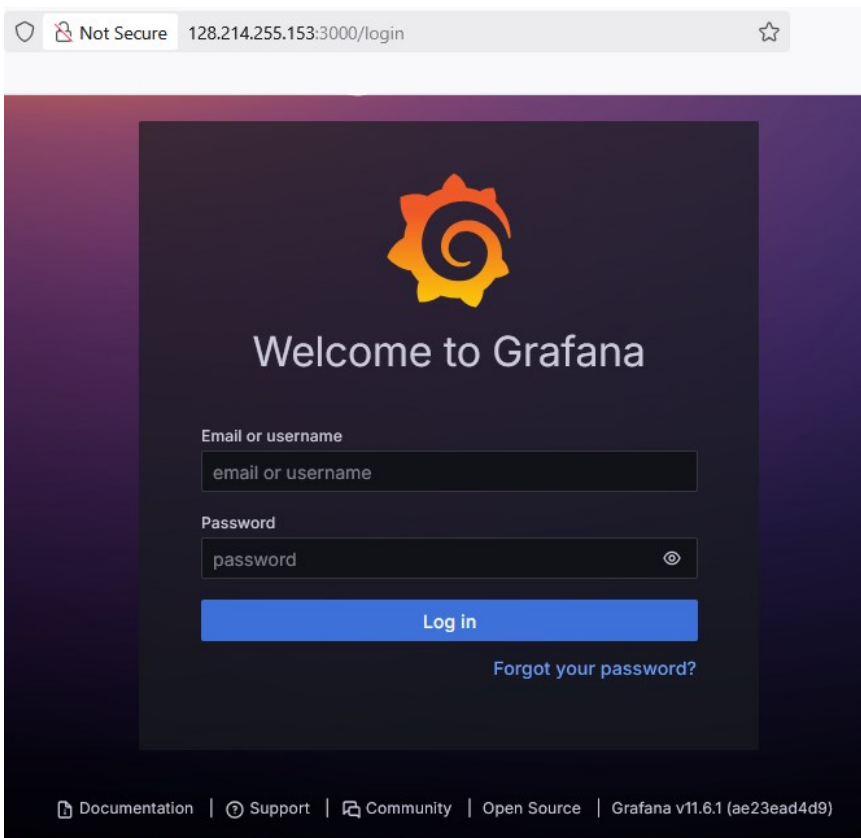 Not Secure 128.214.255.153:3000/login
Welcome to Grafana
Email or username
email or username
Password
password
Log in
Forgot your password?
Documentation | Support | Community | Open Source | Grafana v11.6.1 (ae23ead4d9)